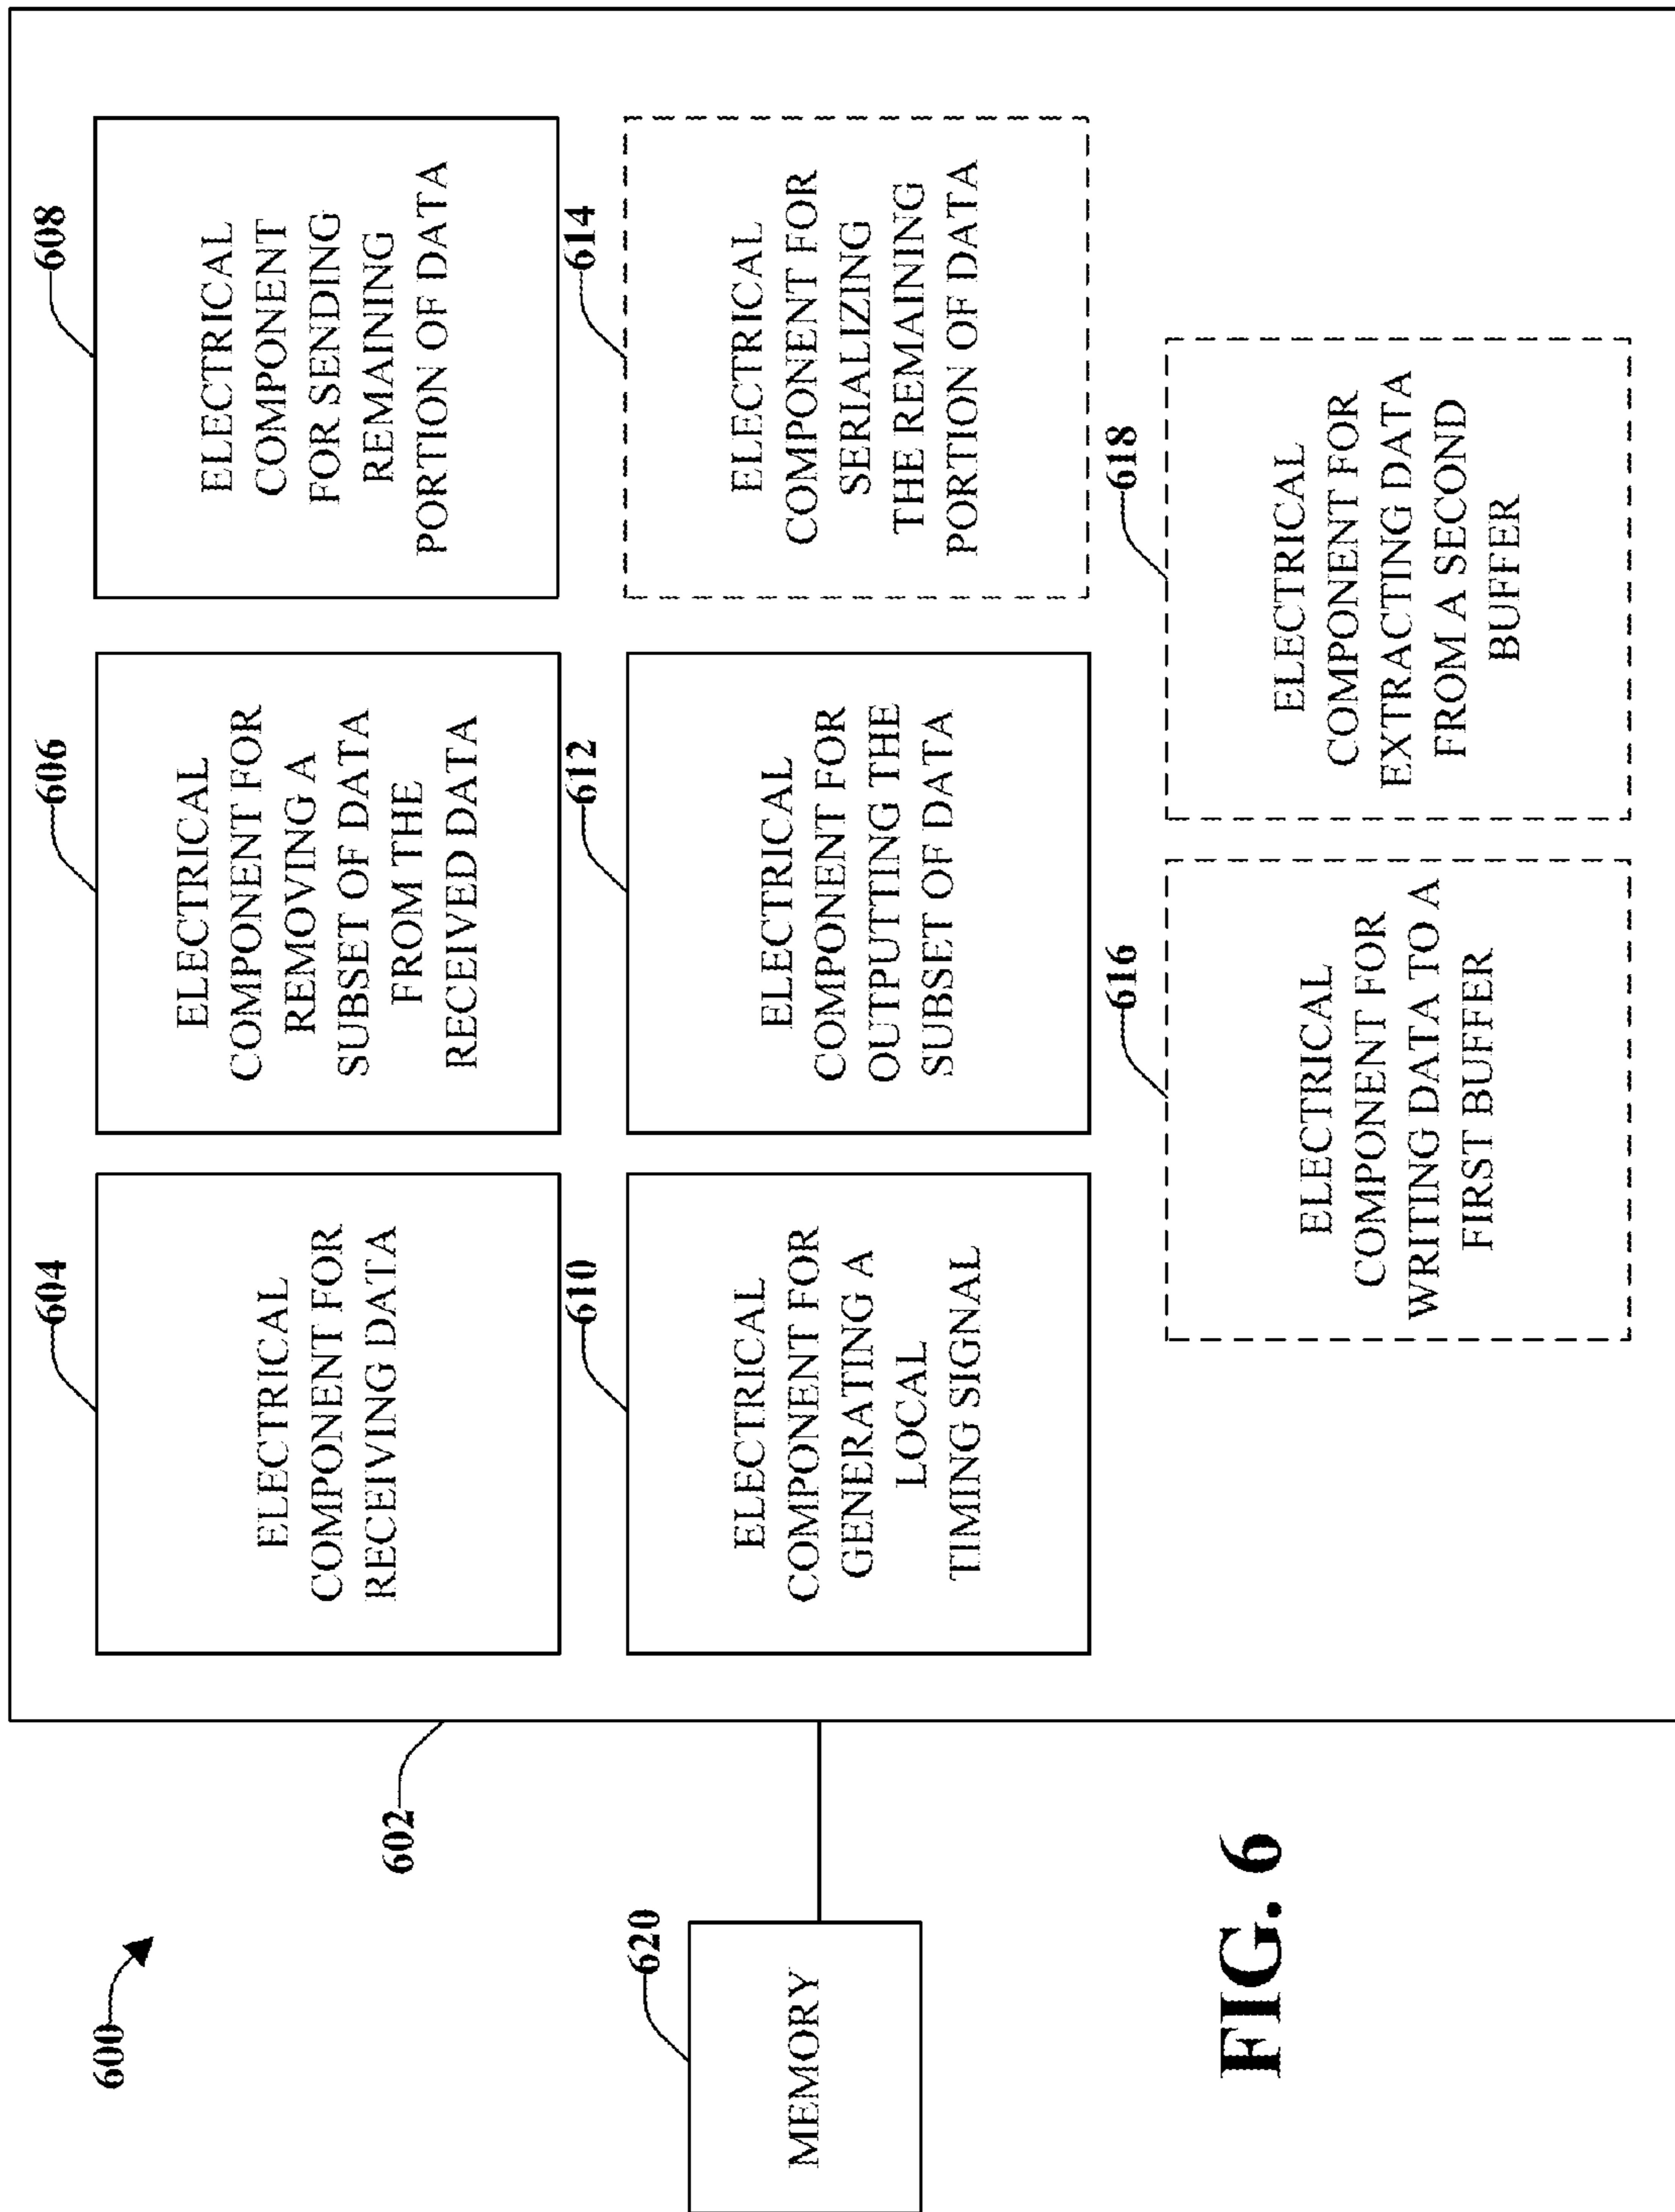 600
602
604
ELECTRICAL
COMPONENT FOR
RECEIVING DATA
606
ELECTRICAL
COMPONENT FOR
REMOVING A
SUBSET OF DATA
FROM THE
RECEIVED DATA
608
ELECTRICAL
COMPONENT
FOR SENDING
REMAINING
PORTION OF DATA
610
ELECTRICAL
COMPONENT FOR
GENERATING A
LOCAL
TIMING SIGNAL
612
ELECTRICAL
COMPONENT FOR
OUTPUTING THE
SUBSET OF DATA
614
ELECTRICAL
COMPONENT FOR
SERIALIZING
THE REMAINING
PORTION OF DATA
620
MEMORY
616
ELECTRICAL
COMPONENT FOR
WRITING DATA TO A
FIRST BUFFER
618
ELECTRICAL
COMPONENT FOR
EXTRACTING DATA
FROM A SECOND
BUFFER
FIG. 6